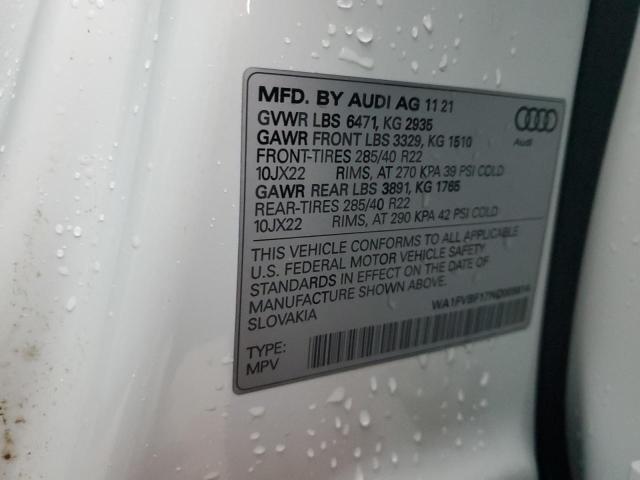 MFD. BY AUDI AG 11 21
GVWR LBS 6471, KG 2935
GAWR FRONT LBS 3329, KG 1510
FRONT-TIRES 285/40 R22
10JX22 RIMS, AT 270 KPA 39 PSI COLD
GAWR REAR LBS 3891, KG 1765
REAR-TIRES 285/40 R22
10JX22 RIMS, AT 290 KPA 42 PSI COLD
Audi
THIS VEHICLE CONFORMS TO ALL APPLICABLE
U.S. FEDERAL MOTOR VEHICLE SAFETY
STANDARDS IN EFFECT ON THE DATE OF
MANUFACTURE SHOWN ABOVE.
SLOVAKIA
TYPE:
MPV